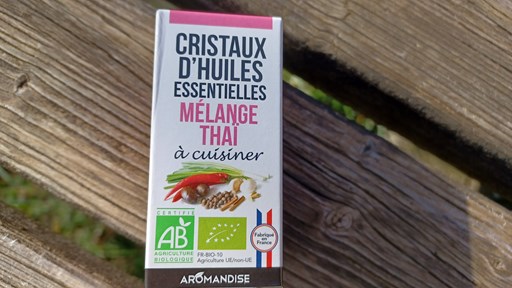 CRISTAUX
D'HUILES
ESSENTIELLES
MÉLANGE
THAÏ
à cuisiner
CERTIFIÉ
AB
AGRICULTURE
BIOLOGIQUE
FR-BIO-10
Agriculture UE/non-UE
Fabriqué
en
France
AROMANDISE